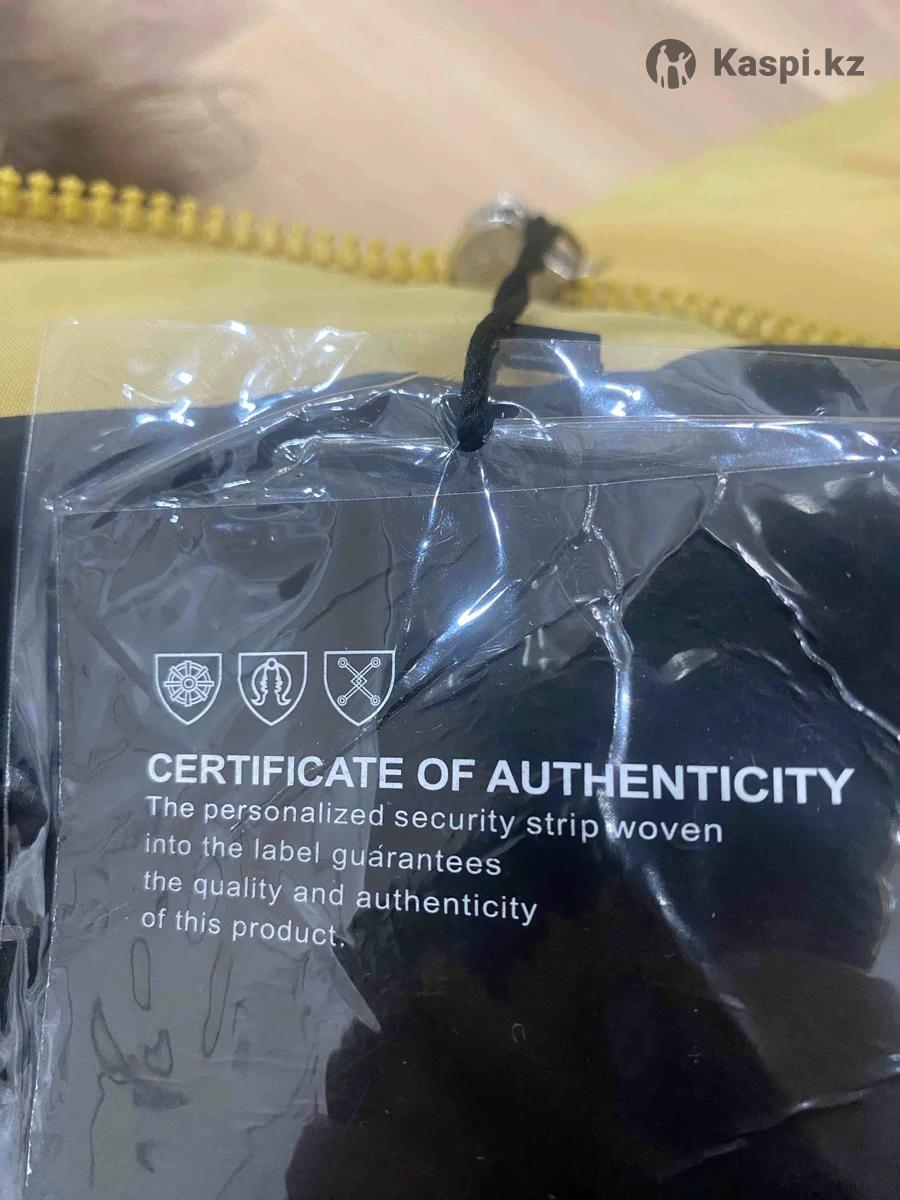 Kaspi.kz
CERTIFICATE OF AUTHENTICITY
The personalized security strip woven
into the label guarantees
the quality and authenticity
of this product.